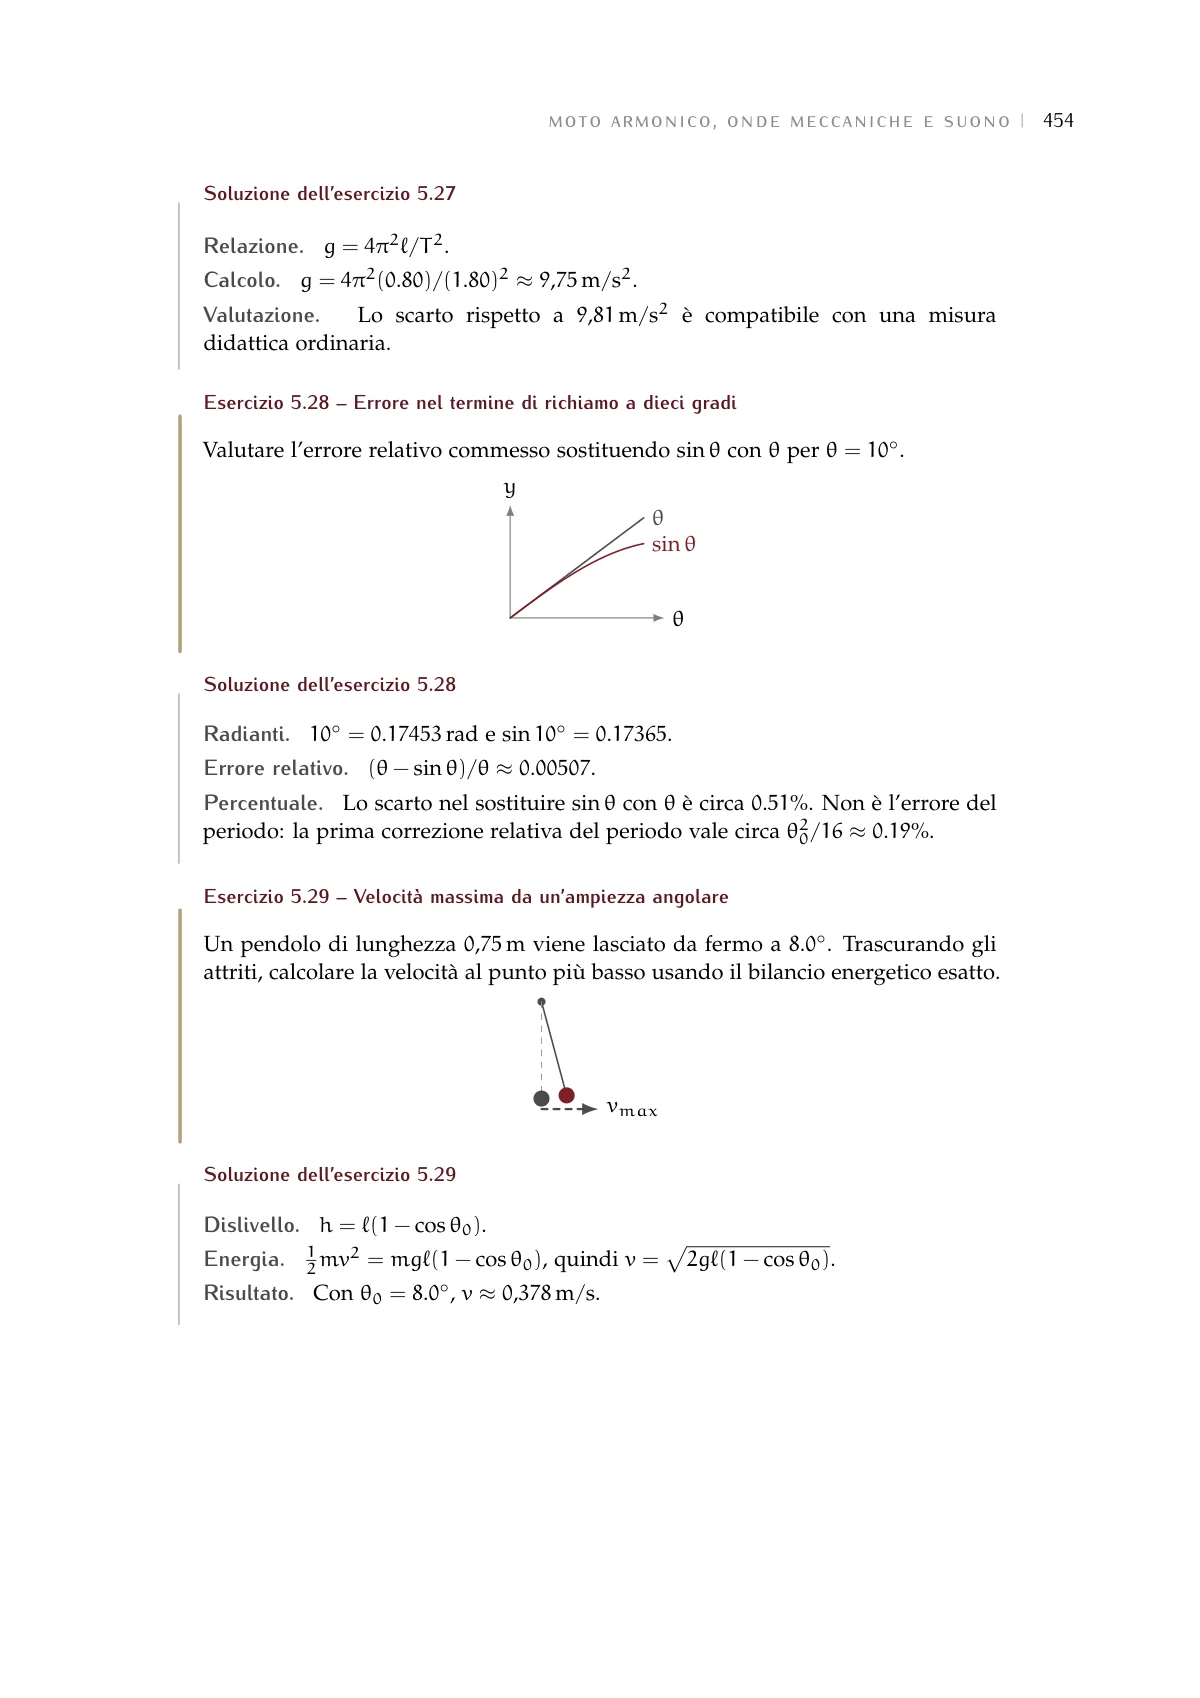 MOTO ARMONICO, ONDE MECCANICHE E SUONO | 454
Soluzione dell'esercizio 5.27
Relazione. g = 4π²ℓ/T².
Calcolo. g = 4π²(0.80)/(1.80)² ≈ 9,75 m/s².
Valutazione. Lo scarto rispetto a 9,81 m/s² è compatibile con una misura
didattica ordinaria.
Esercizio 5.28 – Errore nel termine di richiamo a dieci gradi
Valutare l'errore relativo commesso sostituendo sin θ con θ per θ = 10°.
y
θ
sin θ
θ
Soluzione dell'esercizio 5.28
Radianti. 10° = 0.17453 rad e sin 10° = 0.17365.
Errore relativo. (θ − sin θ)/θ ≈ 0.00507.
Percentuale. Lo scarto nel sostituire sin θ con θ è circa 0.51%. Non è l'errore del
periodo: la prima correzione relativa del periodo vale circa θ₀²/16 ≈ 0.19%.
Esercizio 5.29 – Velocità massima da un'ampiezza angolare
Un pendolo di lunghezza 0,75 m viene lasciato da fermo a 8.0°. Trascurando gli
attriti, calcolare la velocità al punto più basso usando il bilancio energetico esatto.
v_max
Soluzione dell'esercizio 5.29
Dislivello. h = ℓ(1 − cos θ₀).
Energia. ½mv² = mgℓ(1 − cos θ₀), quindi v = √(2gℓ(1 − cos θ₀)).
Risultato. Con θ₀ = 8.0°, v ≈ 0,378 m/s.